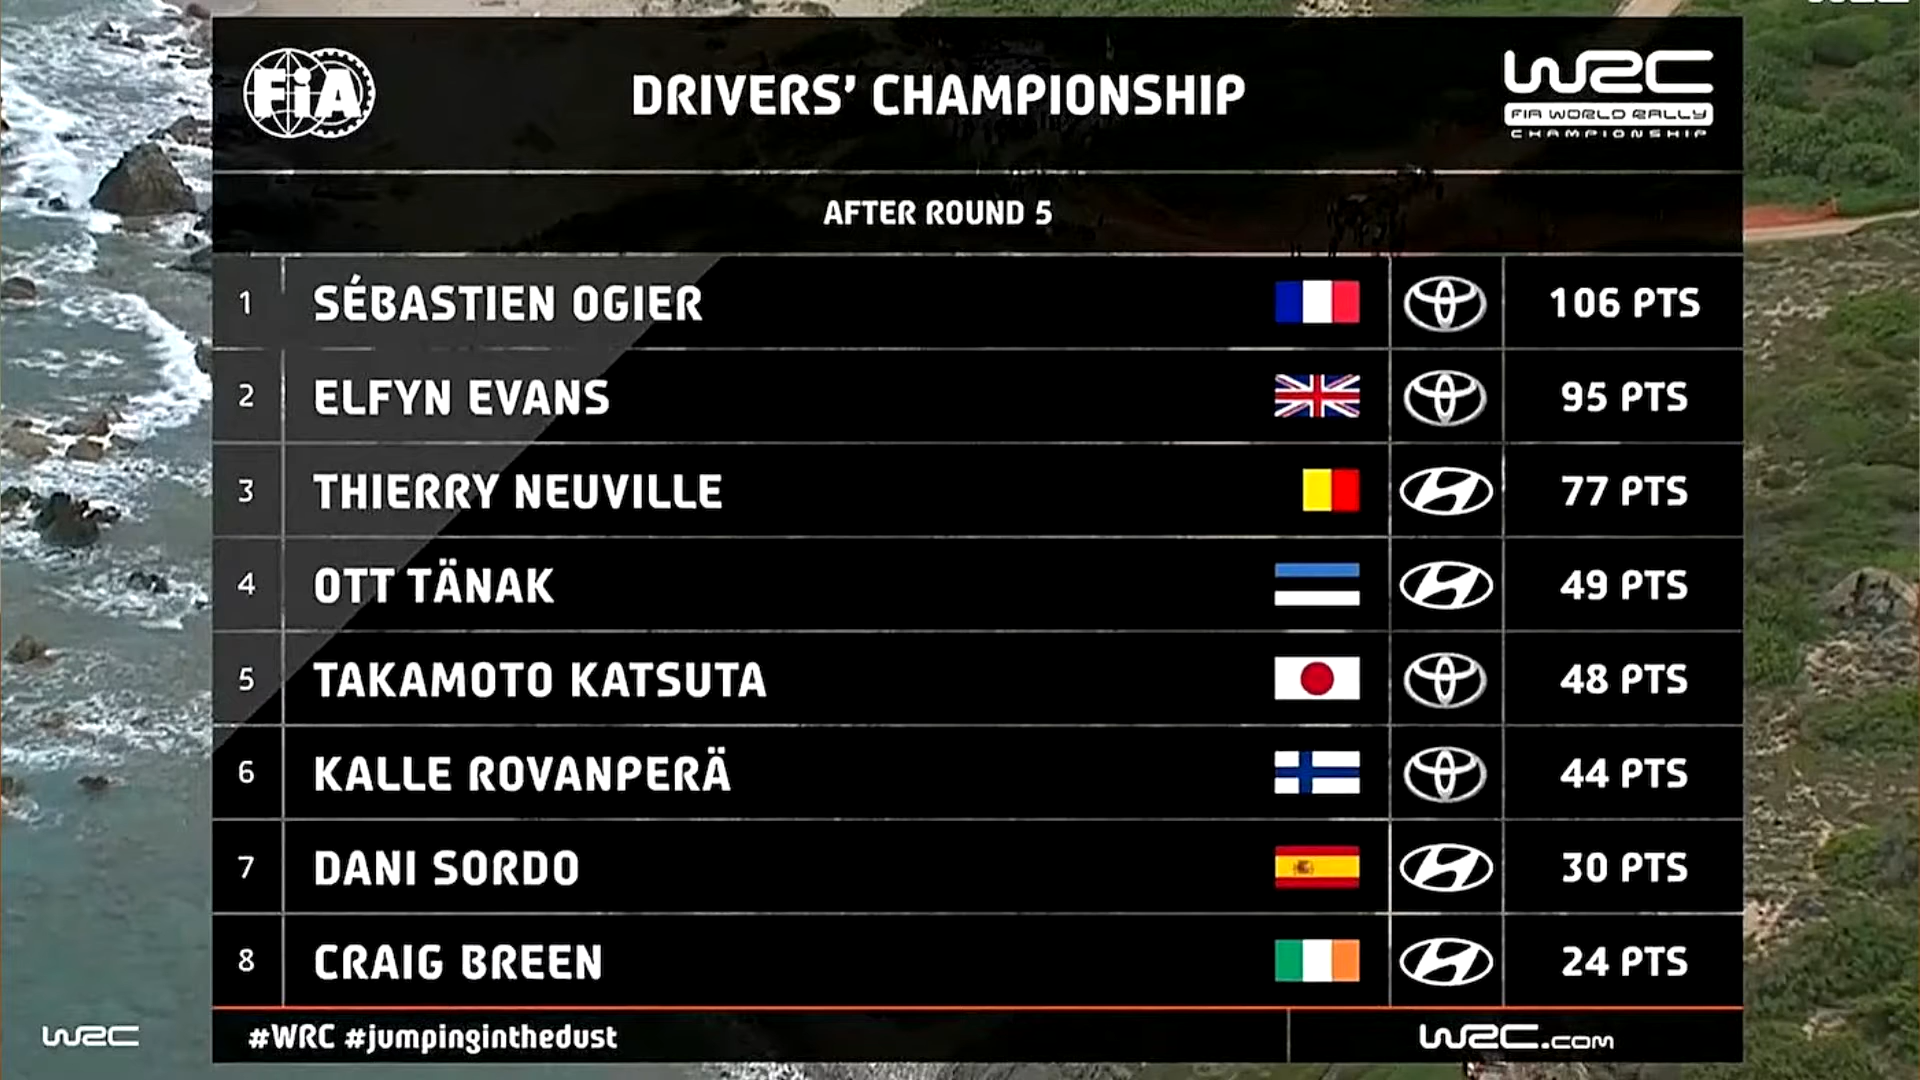 FiA
DRIVERS' CHAMPIONSHIP
WRC
FIA WORLD RALLY
CHAMPIONSHIP
AFTER ROUND 5
1 SÉBASTIEN OGIER 106 PTS
2 ELFYN EVANS 95 PTS
3 THIERRY NEUVILLE 77 PTS
4 OTT TÄNAK 49 PTS
5 TAKAMOTO KATSUTA 48 PTS
6 KALLE ROVANPERÄ 44 PTS
7 DANI SORDO 30 PTS
8 CRAIG BREEN 24 PTS
WRC
#WRC #jumpinginthedust
WRC.COM